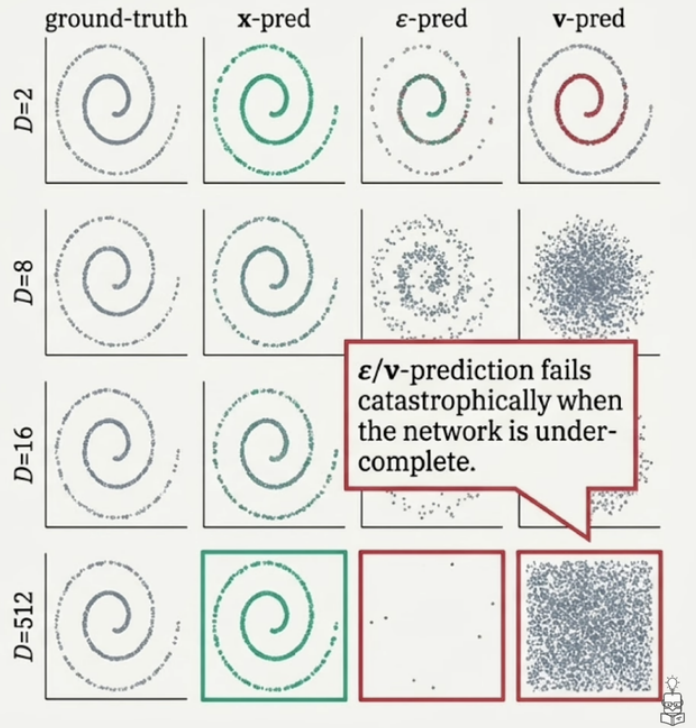 ground-truth x-pred ε-pred v-pred
D=2
D=8
ε/v-prediction fails
catastrophically when
the network is under-
complete.
D=16
D=512